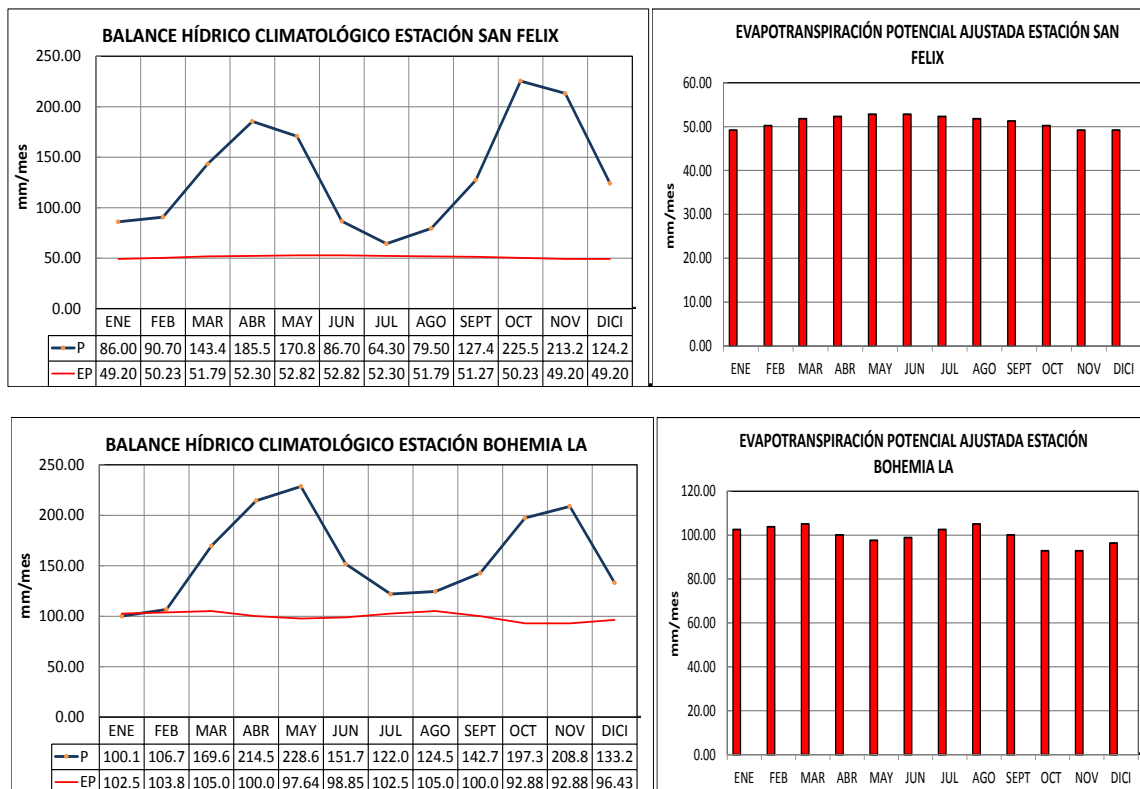 BALANCE HÍDRICO CLIMATOLÓGICO ESTACIÓN SAN FELIX
250.00
200.00
150.00
100.00
50.00
0.00
mm/mes
ENE FEB MAR ABR MAY JUN JUL AGO SEPT OCT NOV DICI
P 86.00 90.70 143.4 185.5 170.8 86.70 64.30 79.50 127.4 225.5 213.2 124.2
EP 49.20 50.23 51.79 52.30 52.82 52.82 52.30 51.79 51.27 50.23 49.20 49.20
EVAPOTRANSPIRACIÓN POTENCIAL AJUSTADA ESTACIÓN SAN
FELIX
60.00
50.00
40.00
30.00
20.00
10.00
0.00
mm/mes
ENE FEB MAR ABR MAY JUN JUL AGO SEPT OCT NOV DICI
BALANCE HÍDRICO CLIMATOLÓGICO ESTACIÓN BOHEMIA LA
250.00
200.00
150.00
100.00
50.00
0.00
mm/mes
ENE FEB MAR ABR MAY JUN JUL AGO SEPT OCT NOV DICI
P 100.1 106.7 169.6 214.5 228.6 151.7 122.0 124.5 142.7 197.3 208.8 133.2
EP 102.5 103.8 105.0 100.0 97.64 98.85 102.5 105.0 100.0 92.88 92.88 96.43
EVAPOTRANSPIRACIÓN POTENCIAL AJUSTADA ESTACIÓN
BOHEMIA LA
120.00
100.00
80.00
60.00
40.00
20.00
0.00
mm/mes
ENE FEB MAR ABR MAY JUN JUL AGO SEPT OCT NOV DICI